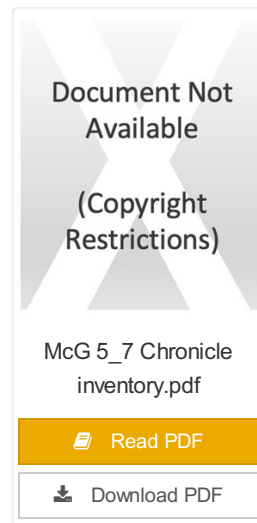 Document Not
Available
(Copyright
Restrictions)
McG 5_7 Chronicle
inventory.pdf
Read PDF
Download PDF